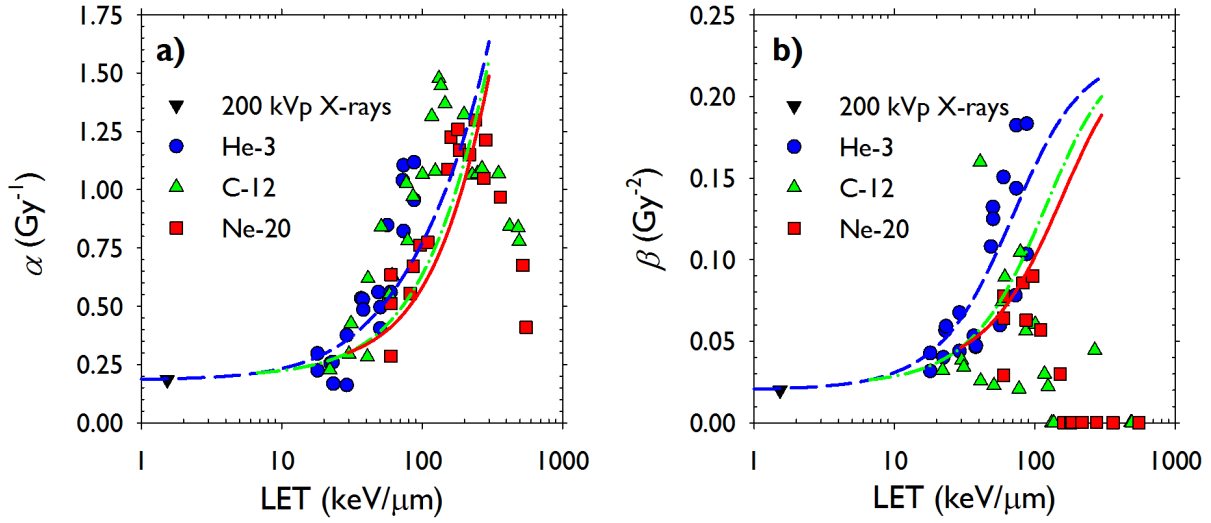 a)
α (Gy⁻¹)
1.75
1.50
1.25
1.00
0.75
0.50
0.25
0.00
200 kVp X-rays
He-3
C-12
Ne-20
1 10 100 1000
LET (keV/μm)
b)
β (Gy⁻²)
0.25
0.20
0.15
0.10
0.05
0.00
200 kVp X-rays
He-3
C-12
Ne-20
1 10 100 1000
LET (keV/μm)